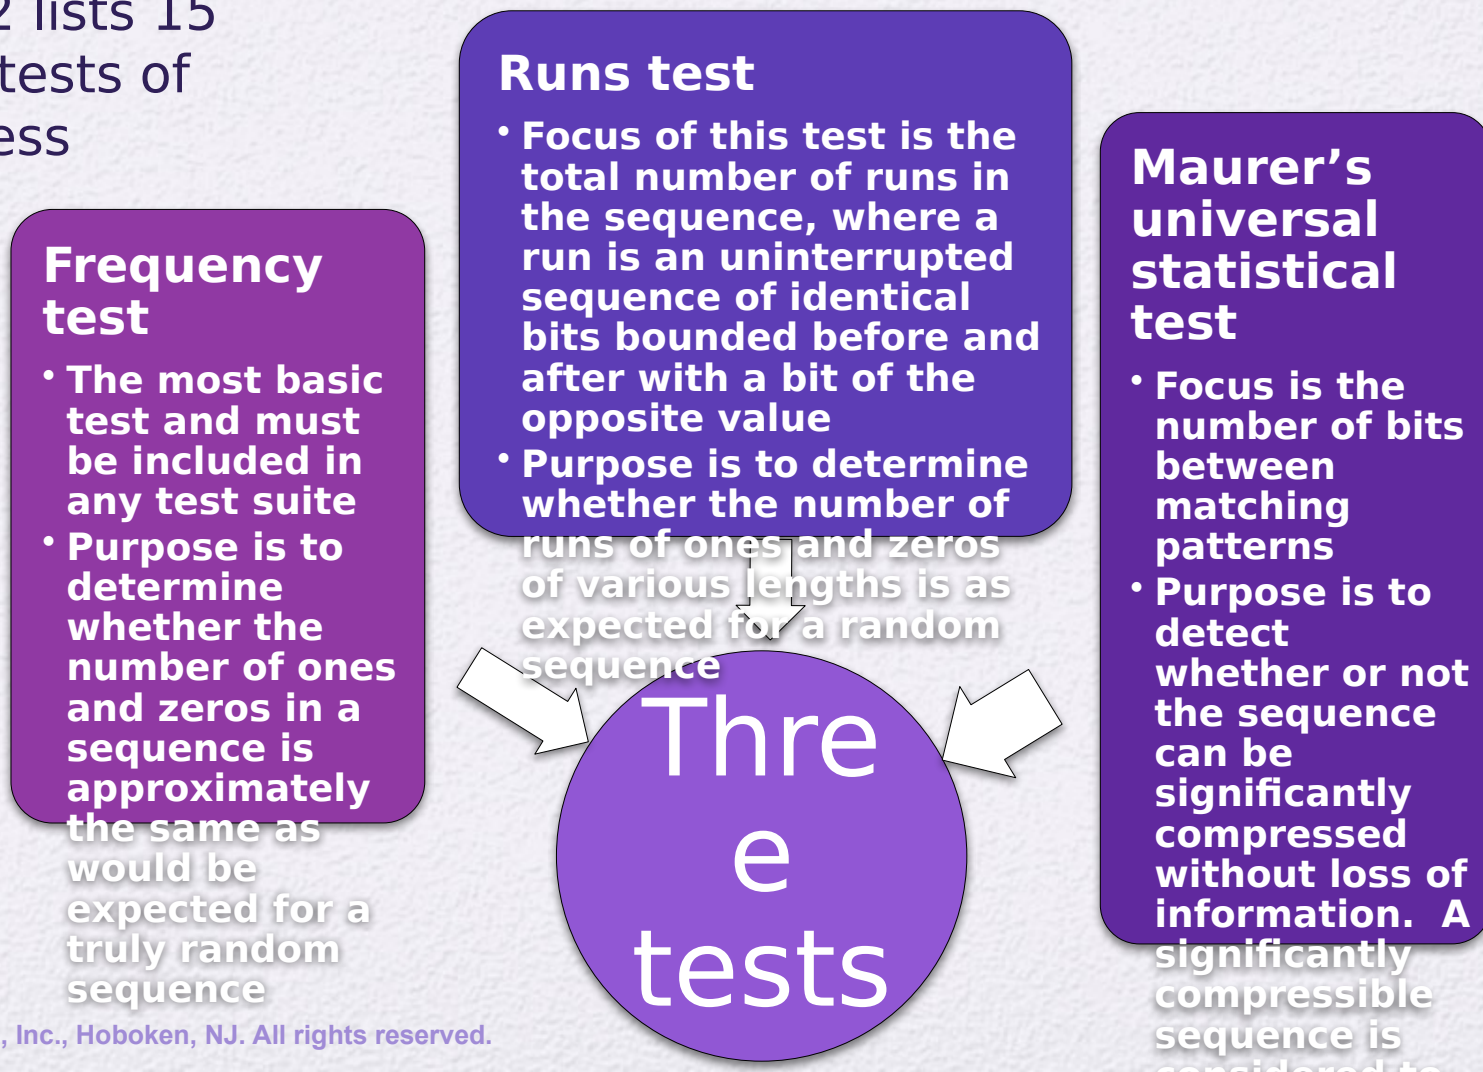 2 lists 15
tests of
ess
Runs test
• Focus of this test is the
total number of runs in
the sequence, where a
run is an uninterrupted
sequence of identical
bits bounded before and
after with a bit of the
opposite value
• Purpose is to determine
whether the number of
runs of ones and zeros
of various lengths is as
expected for a random
sequence
Frequency
test
• The most basic
test and must
be included in
any test suite
• Purpose is to
determine
whether the
number of ones
and zeros in a
sequence is
approximately
the same as
would be
expected for a
truly random
sequence
Maurer’s
universal
statistical
test
• Focus is the
number of bits
between
matching
patterns
• Purpose is to
detect
whether or not
the sequence
can be
significantly
compressed
without loss of
information.  A
significantly
compressible
sequence is
considered to
Thre
e
tests
, Inc., Hoboken, NJ. All rights reserved.